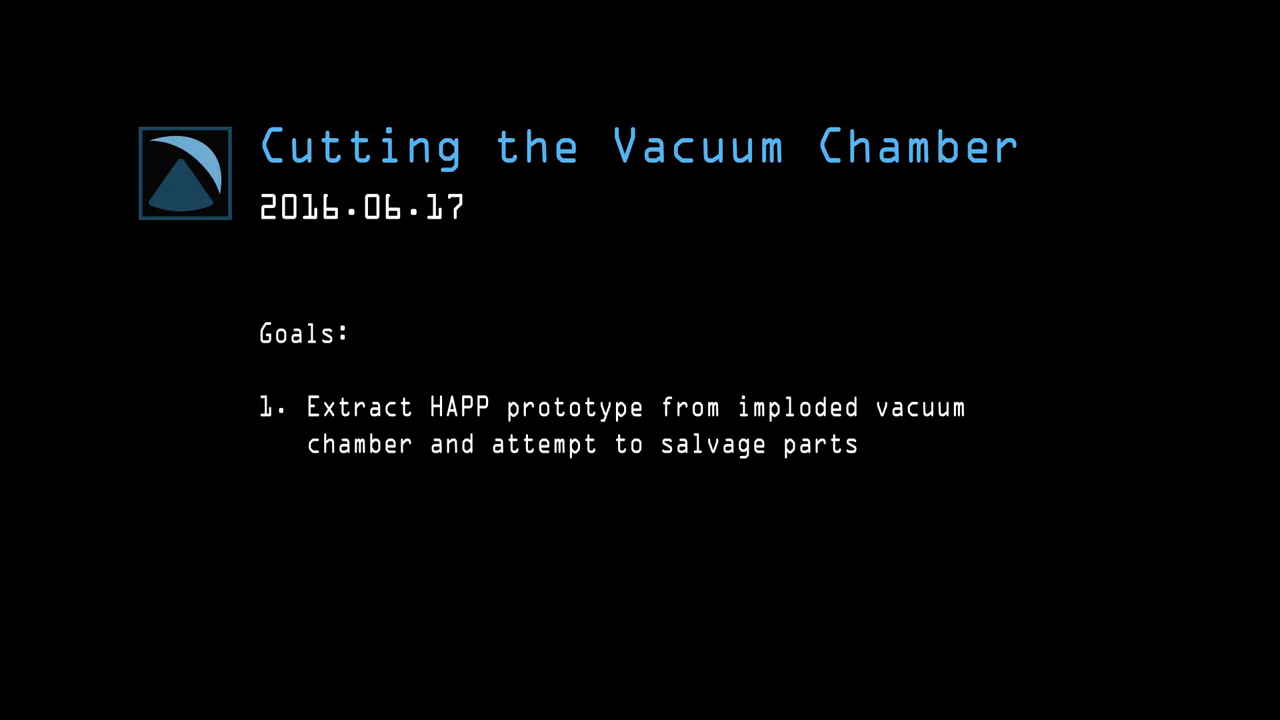 Cutting the Vacuum Chamber
2016.06.17
Goals:
1. Extract HAPP prototype from imploded vacuum
chamber and attempt to salvage parts